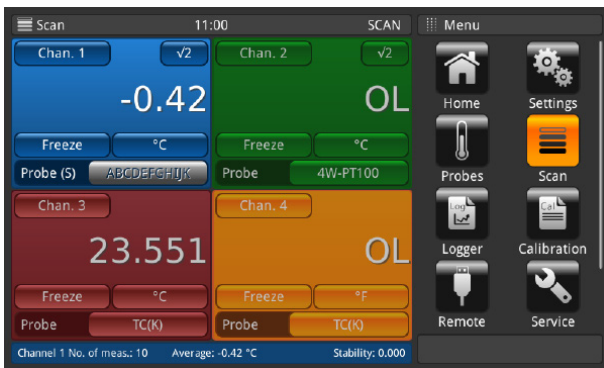 Scan 11:00 SCAN
Menu
Chan. 1 √2
-0.42
Freeze °C
Probe (S) ABCDEFGHIJK
Chan. 2 √2
OL
Freeze °C
Probe 4W-PT100
Chan. 3
23.551
Freeze °C
Probe TC(K)
Chan. 4
OL
Freeze °F
Probe TC(K)
Channel 1 No. of meas.: 10 Average: -0.42 °C Stability: 0.000
Home Settings
Probes Scan
Log Cal
Logger Calibration
Remote Service